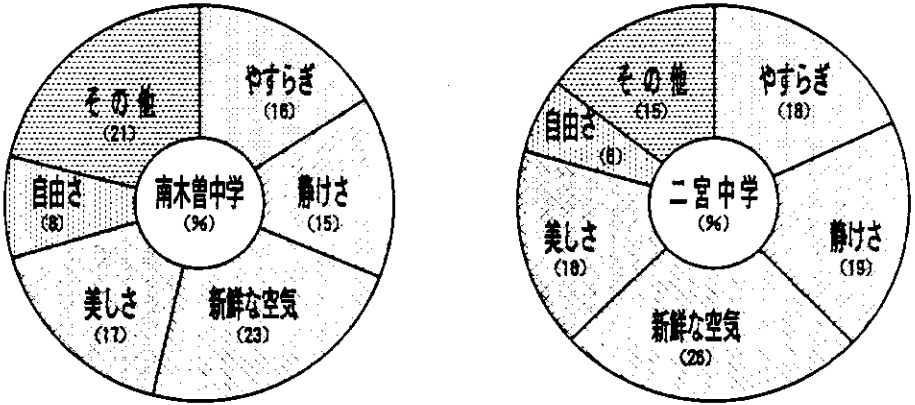 やすらぎ
(16)
静けさ
(15)
新鮮な空気
(23)
美しさ
(17)
自由さ
(8)
その他
(21)
南木曽中学
(%)
やすらぎ
(18)
静けさ
(19)
新鮮な空気
(26)
美しさ
(16)
自由さ
(6)
その他
(15)
二宮中学
(%)